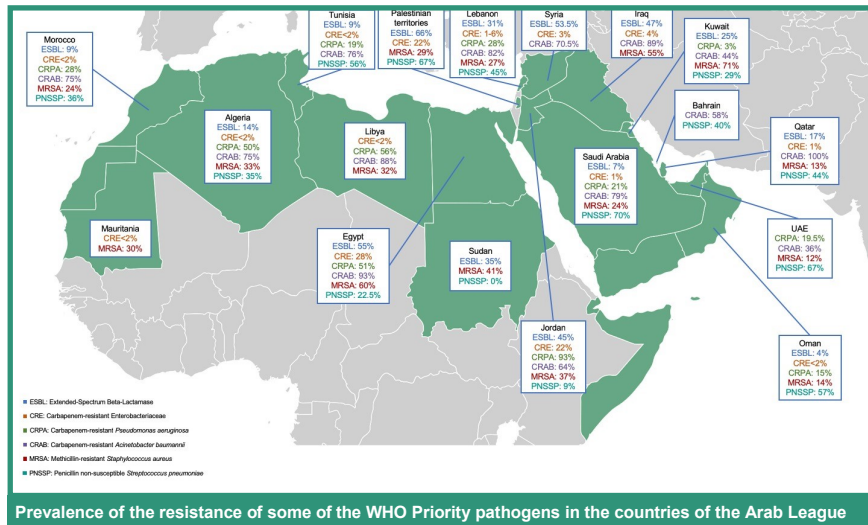 Tunisia
ESBL: 9%
CRE<2%
CRPA: 19%
CRAB: 76%
PNSSP: 56%
Palestinian
territories
ESBL: 66%
CRE: 22%
MRSA: 29%
PNSSP: 67%
Lebanon
ESBL: 31%
CRE: 1-6%
CRPA: 28%
CRAB: 82%
MRSA: 27%
PNSSP: 45%
Syria
ESBL: 53.5%
CRE: 3%
CRAB: 70.5%
Iraq
ESBL: 47%
CRE: 4%
CRAB: 89%
MRSA: 55%
Kuwait
ESBL: 25%
CRPA: 3%
CRAB: 44%
MRSA: 71%
PNSSP: 29%
Morocco
ESBL: 9%
CRE<2%
CRPA: 28%
CRAB: 75%
MRSA: 24%
PNSSP: 36%
Algeria
ESBL: 14%
CRE<2%
CRPA: 50%
CRAB: 75%
MRSA: 33%
PNSSP: 35%
Libya
CRE<2%
CRPA: 56%
CRAB: 88%
MRSA: 32%
Bahrain
CRAB: 58%
PNSSP: 40%
Qatar
ESBL: 17%
CRE: 1%
CRAB: 100%
MRSA: 13%
PNSSP: 44%
Saudi Arabia
ESBL: 7%
CRE: 1%
CRPA: 21%
CRAB: 79%
MRSA: 24%
PNSSP: 70%
Mauritania
CRE<2%
MRSA: 30%
Egypt
ESBL: 55%
CRE: 28%
CRPA: 51%
CRAB: 93%
MRSA: 60%
PNSSP: 22.5%
Sudan
ESBL: 35%
MRSA: 41%
PNSSP: 0%
UAE
CRPA: 19.5%
CRAB: 36%
MRSA: 12%
PNSSP: 67%
Jordan
ESBL: 45%
CRE: 22%
CRPA: 93%
CRAB: 64%
MRSA: 37%
PNSSP: 9%
Oman
ESBL: 4%
CRE<2%
CRPA: 15%
MRSA: 14%
PNSSP: 57%
ESBL: Extended-Spectrum Beta-Lactamase
CRE: Carbapenem-resistant Enterobacteriaceae
CRPA: Carbapenem-resistant Pseudomonas aeruginosa
CRAB: Carbapenem-resistant Acinetobacter baumannii
MRSA: Methicillin-resistant Staphylococcus aureus
PNSSP: Penicillin non-susceptible Streptococcus pneumoniae
Prevalence of the resistance of some of the WHO Priority pathogens in the countries of the Arab League